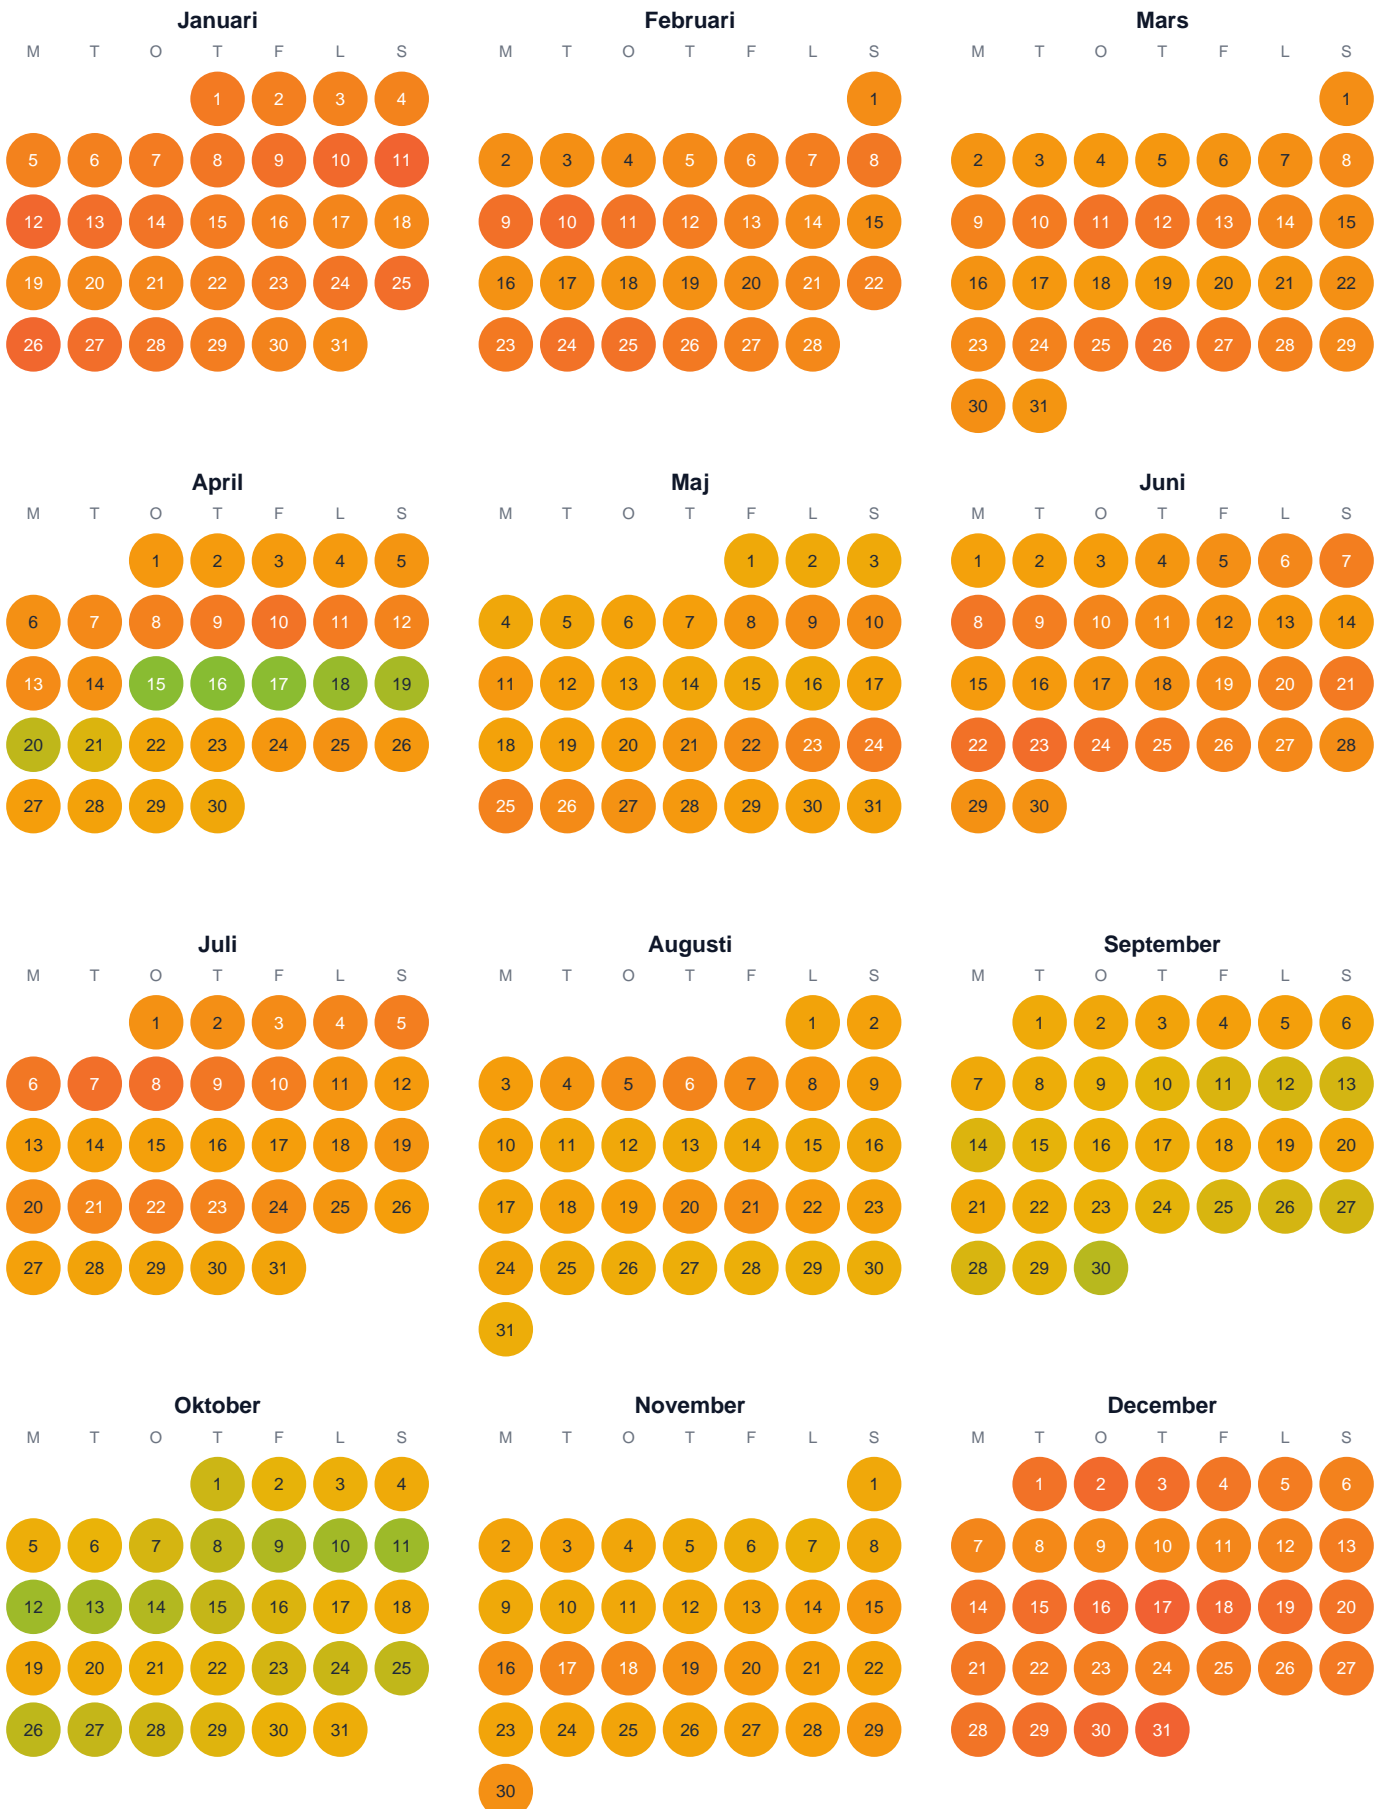 Januari
M T O T F L S
1 2 3 4
5 6 7 8 9 10 11
12 13 14 15 16 17 18
19 20 21 22 23 24 25
26 27 28 29 30 31
Februari
M T O T F L S
1
2 3 4 5 6 7 8
9 10 11 12 13 14 15
16 17 18 19 20 21 22
23 24 25 26 27 28
Mars
M T O T F L S
1
2 3 4 5 6 7 8
9 10 11 12 13 14 15
16 17 18 19 20 21 22
23 24 25 26 27 28 29
30 31
April
M T O T F L S
1 2 3 4 5
6 7 8 9 10 11 12
13 14 15 16 17 18 19
20 21 22 23 24 25 26
27 28 29 30
Maj
M T O T F L S
1 2 3
4 5 6 7 8 9 10
11 12 13 14 15 16 17
18 19 20 21 22 23 24
25 26 27 28 29 30 31
Juni
M T O T F L S
1 2 3 4 5 6 7
8 9 10 11 12 13 14
15 16 17 18 19 20 21
22 23 24 25 26 27 28
29 30
Juli
M T O T F L S
1 2 3 4 5
6 7 8 9 10 11 12
13 14 15 16 17 18 19
20 21 22 23 24 25 26
27 28 29 30 31
Augusti
M T O T F L S
1 2
3 4 5 6 7 8 9
10 11 12 13 14 15 16
17 18 19 20 21 22 23
24 25 26 27 28 29 30
31
September
M T O T F L S
1 2 3 4 5 6
7 8 9 10 11 12 13
14 15 16 17 18 19 20
21 22 23 24 25 26 27
28 29 30
Oktober
M T O T F L S
1 2 3 4
5 6 7 8 9 10 11
12 13 14 15 16 17 18
19 20 21 22 23 24 25
26 27 28 29 30 31
November
M T O T F L S
1
2 3 4 5 6 7 8
9 10 11 12 13 14 15
16 17 18 19 20 21 22
23 24 25 26 27 28 29
30
December
M T O T F L S
1 2 3 4 5 6
7 8 9 10 11 12 13
14 15 16 17 18 19 20
21 22 23 24 25 26 27
28 29 30 31